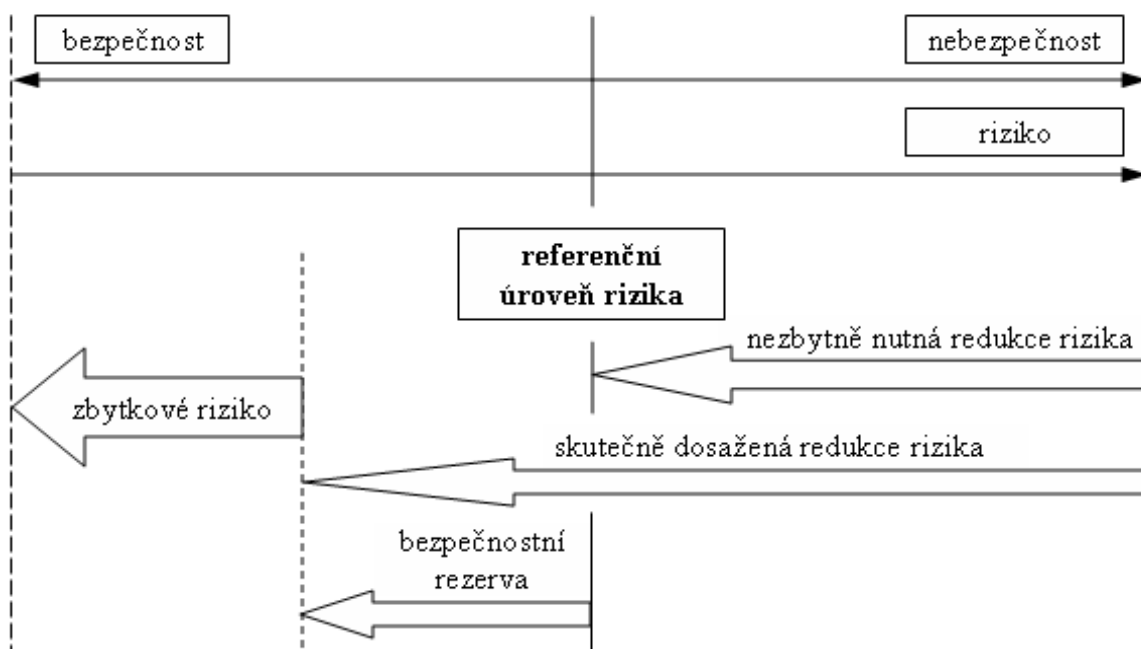 bezpečnost
nebezpečnost
riziko
referenční
úroveň rizika
nezbytně nutná redukce rizika
zbytkové riziko
skutečně dosažená redukce rizika
bezpečnostní
rezerva